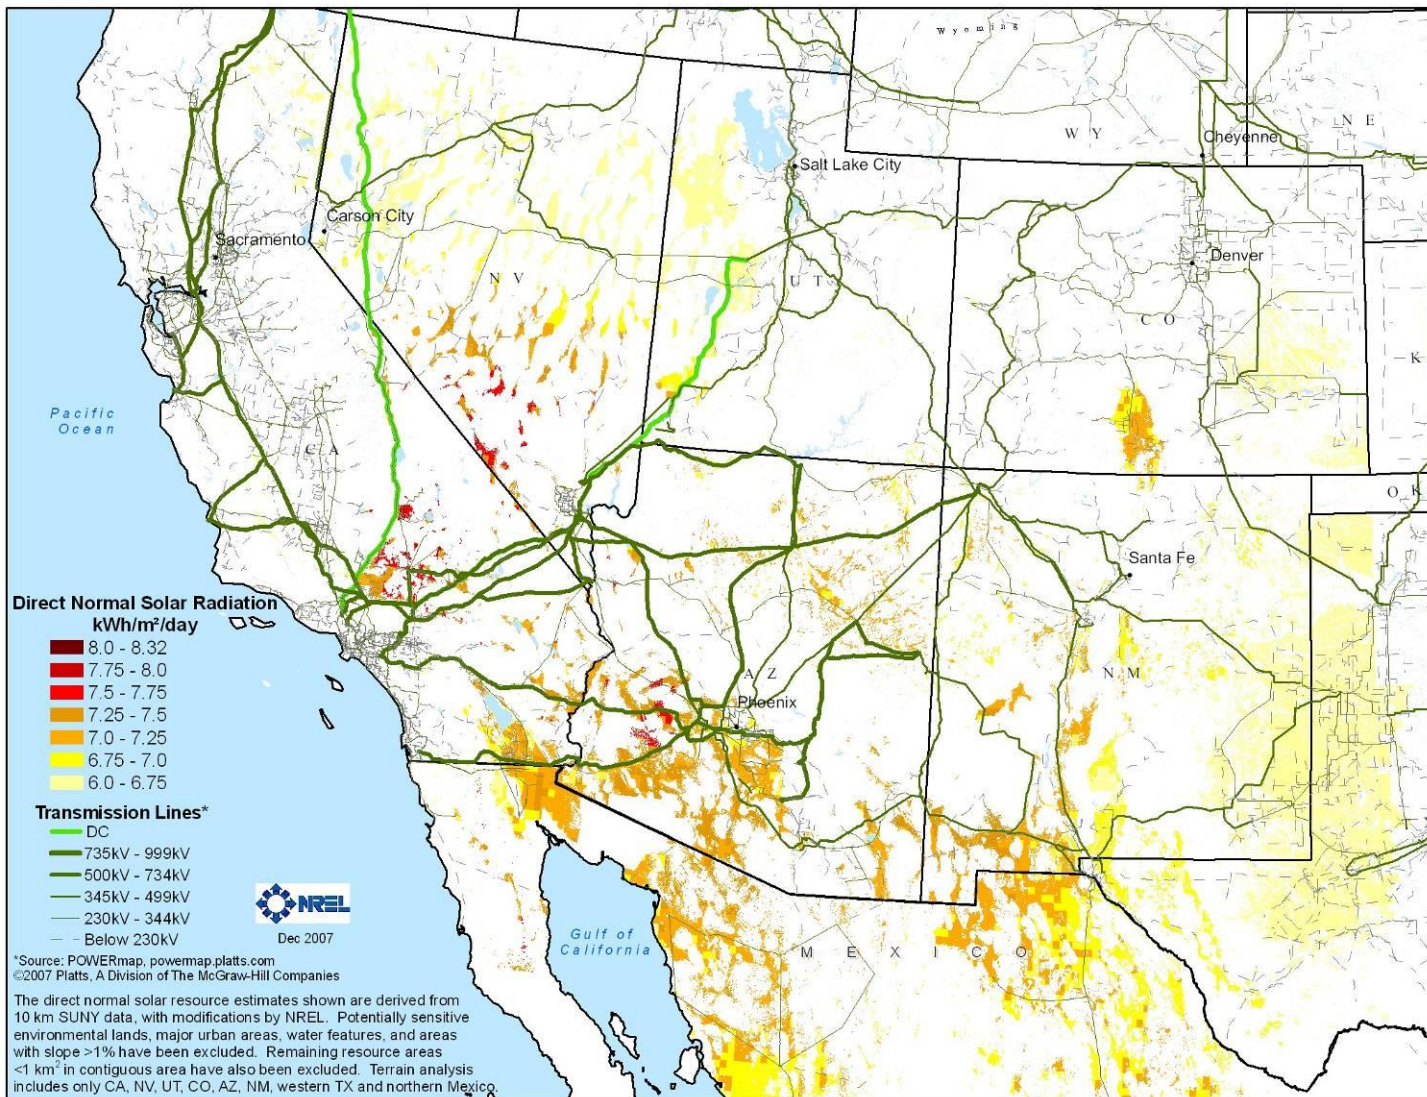 Wyoming
WY
NE
Cheyenne
Salt Lake City
Carson City
Sacramento
Denver
NV
UT
CO
K
Pacific
Ocean
CA
OK
Santa Fe
AZ
NM
Phoenix
Direct Normal Solar Radiation
kWh/m²/day
8.0 - 8.32
7.75 - 8.0
7.5 - 7.75
7.25 - 7.5
7.0 - 7.25
6.75 - 7.0
6.0 - 6.75
Transmission Lines*
DC
735kV - 999kV
500kV - 734kV
345kV - 499kV
230kV - 344kV
Below 230kV
NREL
Dec 2007
Gulf of
California
MEXICO
*Source: POWERmap, powermap.platts.com
©2007 Platts, A Division of The McGraw-Hill Companies
The direct normal solar resource estimates shown are derived from
10 km SUNY data, with modifications by NREL. Potentially sensitive
environmental lands, major urban areas, water features, and areas
with slope >1% have been excluded. Remaining resource areas
<1 km² in contiguous area have also been excluded. Terrain analysis
includes only CA, NV, UT, CO, AZ, NM, western TX and northern Mexico.